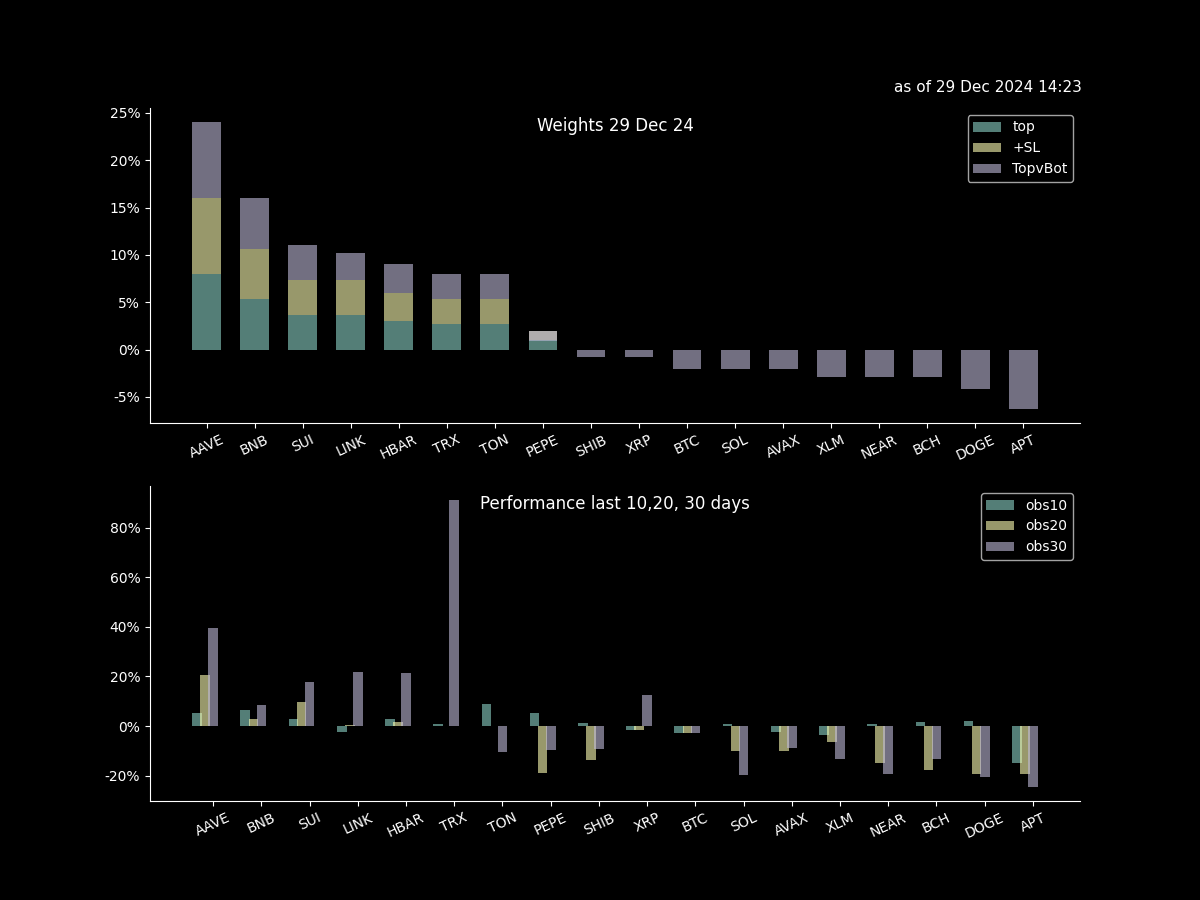 as of 29 Dec 2024 14:23
Weights 29 Dec 24
top
+SL
TopvBot
25%
20%
15%
10%
5%
0%
-5%
AAVE BNB SUI LINK HBAR TRX TON PEPE SHIB XRP BTC SOL AVAX XLM NEAR BCH DOGE APT
Performance last 10,20, 30 days
obs10
obs20
obs30
80%
60%
40%
20%
0%
-20%
AAVE BNB SUI LINK HBAR TRX TON PEPE SHIB XRP BTC SOL AVAX XLM NEAR BCH DOGE APT